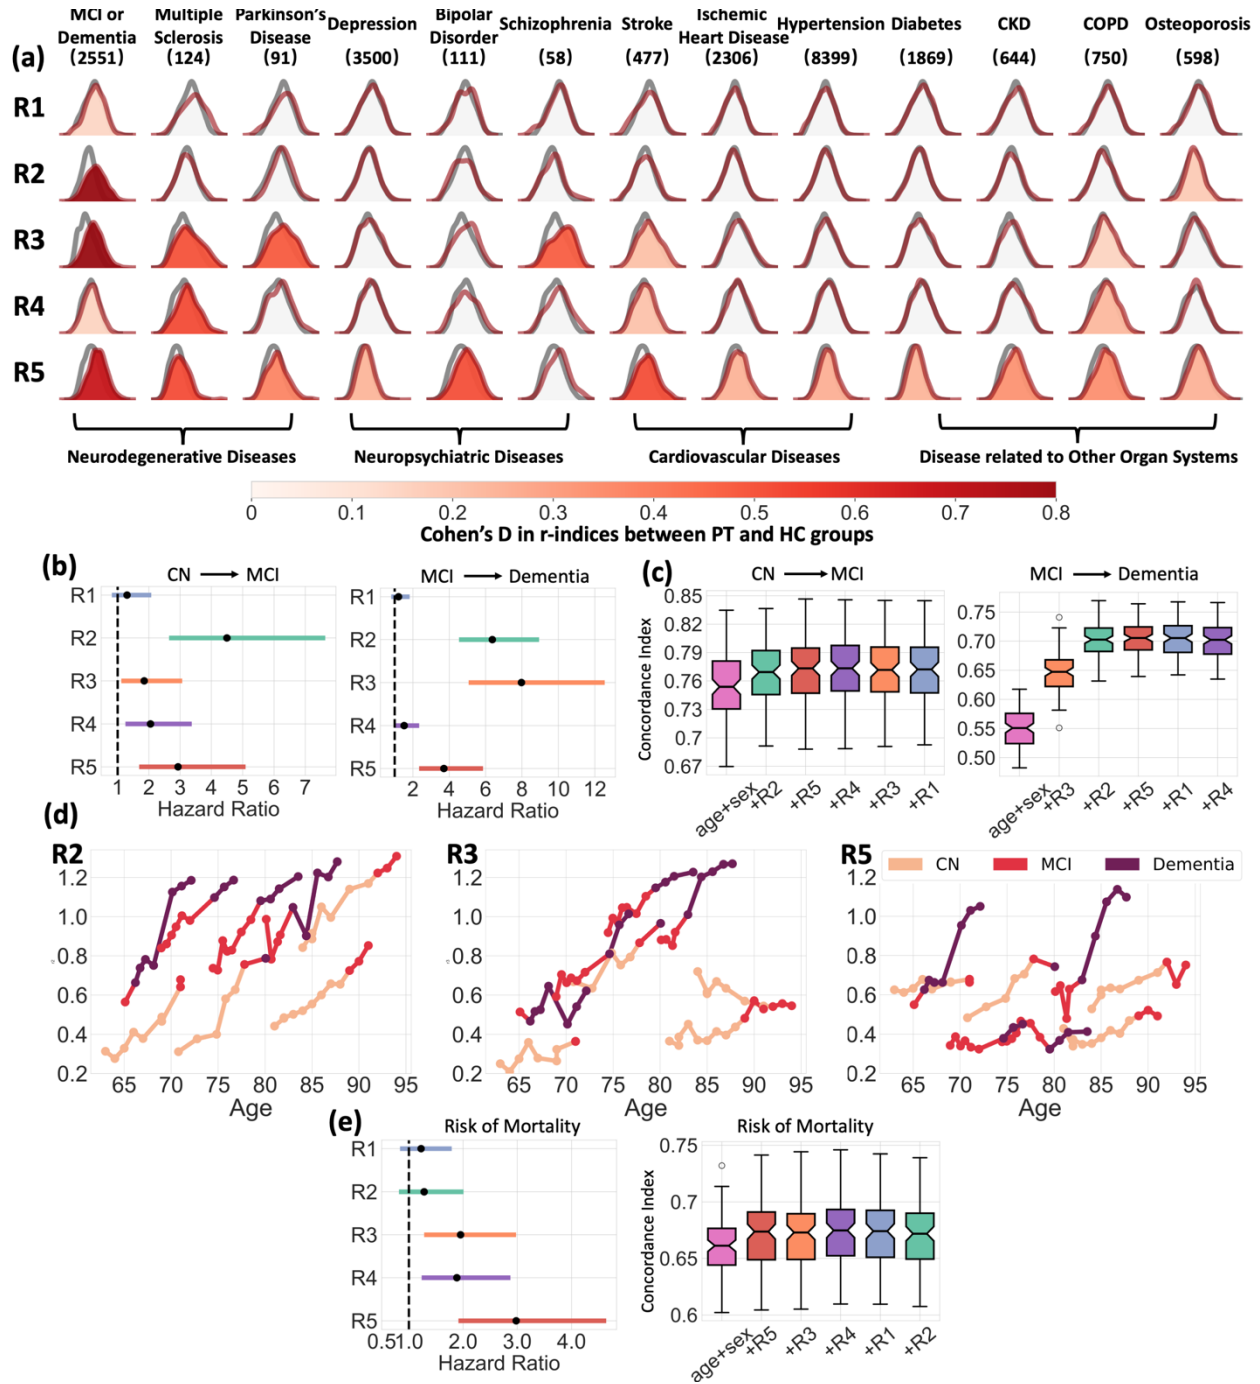 MCI or Dementia (2551)
Multiple Sclerosis (124)
Parkinson's Disease (91)
Depression (3500)
Bipolar Disorder (111)
Schizophrenia (58)
Stroke (477)
Ischemic Heart Disease (2306)
Hypertension (8399)
Diabetes (1869)
CKD (644)
COPD (750)
Osteoporosis (598)
(a)
R1
R2
R3
R4
R5
Neurodegenerative Diseases
Neuropsychiatric Diseases
Cardiovascular Diseases
Disease related to Other Organ Systems
0 0.1 0.2 0.3 0.4 0.5 0.6 0.7 0.8
Cohen's D in r-indices between PT and HC groups
(b)
CN → MCI
R1
R2
R3
R4
R5
1 2 3 4 5 6 7
Hazard Ratio
MCI → Dementia
R1
R2
R3
R4
R5
2 4 6 8 10 12
Hazard Ratio
(c)
CN → MCI
Concordance Index
0.85
0.82
0.79
0.76
0.73
0.7
0.67
age+sex +R2 +R5 +R4 +R3 +R1
MCI → Dementia
0.75
0.70
0.65
0.60
0.55
0.50
age+sex +R3 +R2 +R5 +R1 +R4
(d)
R2
1.2
1.0
0.8
0.6
0.4
0.2
65 70 75 80 85 90 95
Age
R3
1.2
1.0
0.8
0.6
0.4
0.2
65 70 75 80 85 90 95
Age
R5
CN MCI Dementia
1.2
1.0
0.8
0.6
0.4
0.2
65 70 75 80 85 90 95
Age
(e)
Risk of Mortality
R1
R2
R3
R4
R5
0.5 1.0 2.0 3.0 4.0
Hazard Ratio
Risk of Mortality
Concordance Index
0.75
0.7
0.65
0.6
age+sex +R5 +R3 +R4 +R1 +R2